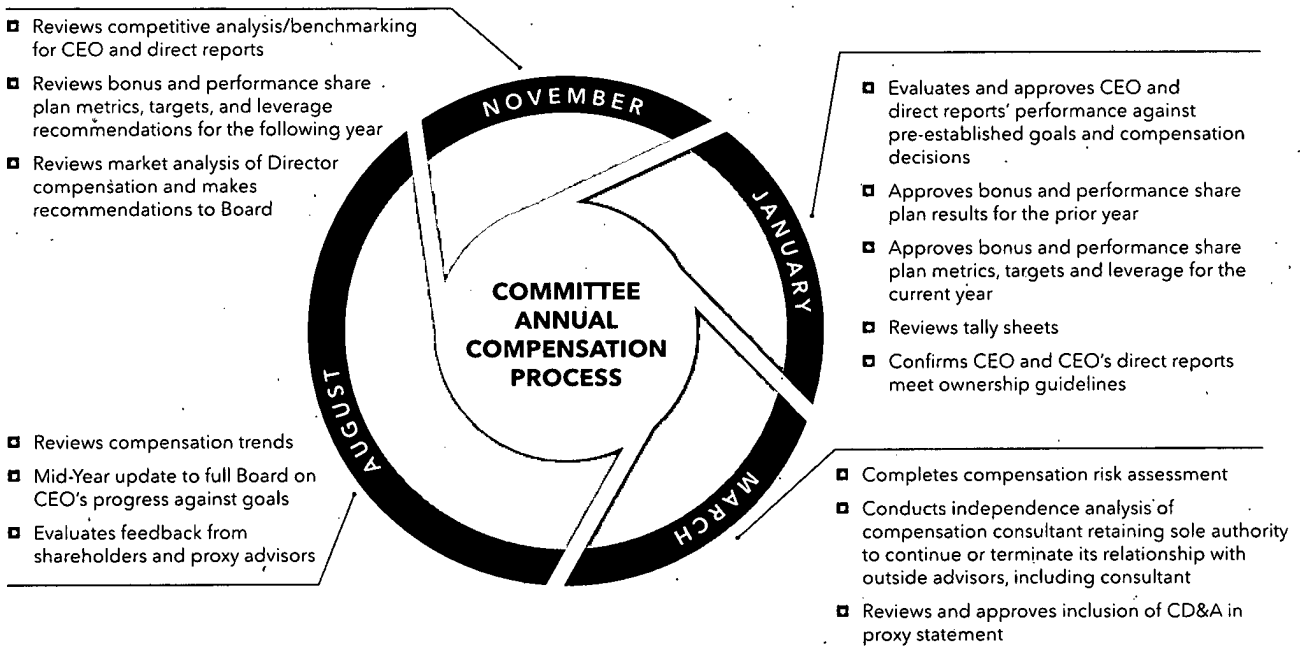 Reviews competitive analysis/benchmarking
for CEO and direct reports
Reviews bonus and performance share
plan metrics, targets, and leverage
recommendations for the following year
Reviews market analysis of Director
compensation and makes
recommendations to Board
NOVEMBER
JANUARY
Evaluates and approves CEO and
direct reports' performance against
pre-established goals and compensation
decisions
Approves bonus and performance share
plan results for the prior year
Approves bonus and performance share
plan metrics, targets and leverage for the
current year
Reviews tally sheets
Confirms CEO and CEO's direct reports
meet ownership guidelines
COMMITTEE
ANNUAL
COMPENSATION
PROCESS
MARCH
Completes compensation risk assessment
Conducts independence analysis of
compensation consultant retaining sole authority
to continue or terminate its relationship with
outside advisors, including consultant
Reviews and approves inclusion of CD&A in
proxy statement
AUGUST
Reviews compensation trends
Mid-Year update to full Board on
CEO's progress against goals
Evaluates feedback from
shareholders and proxy advisors